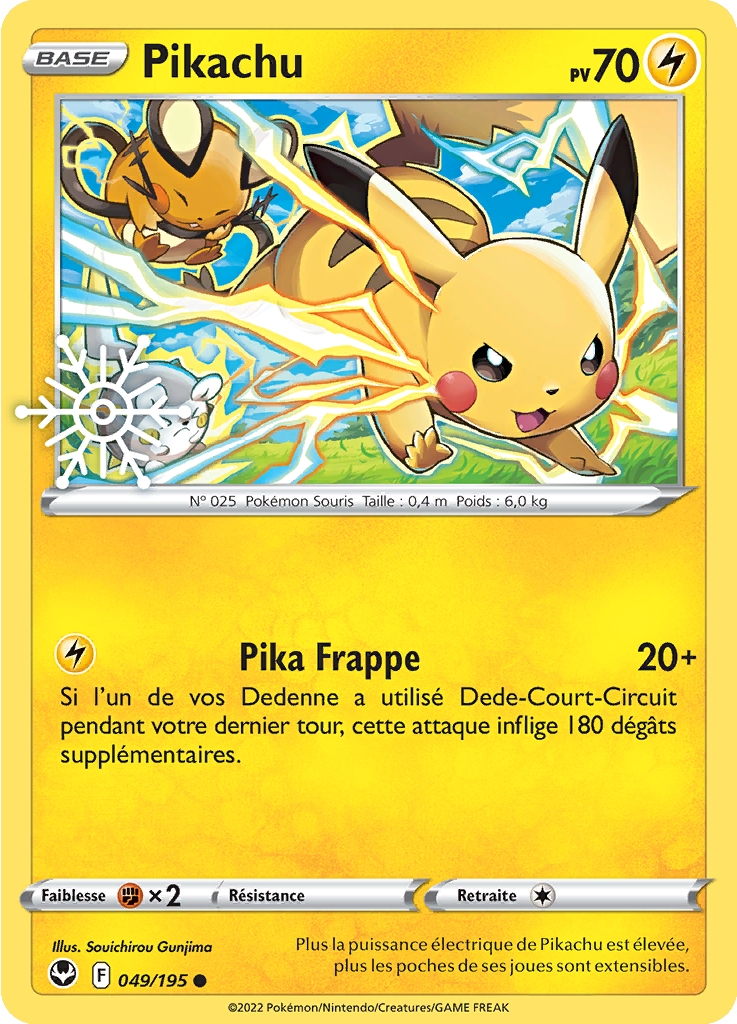 BASE Pikachu PV70
N° 025 Pokémon Souris Taille : 0,4 m Poids : 6,0 kg
Pika Frappe 20+
Si l'un de vos Dedenne a utilisé Dede-Court-Circuit
pendant votre dernier tour, cette attaque inflige 180 dégâts
supplémentaires.
Faiblesse ×2 Résistance Retraite
Illus. Souichirou Gunjima
Plus la puissance électrique de Pikachu est élevée,
plus les poches de ses joues sont extensibles.
F 049/195
©2022 Pokémon/Nintendo/Creatures/GAME FREAK